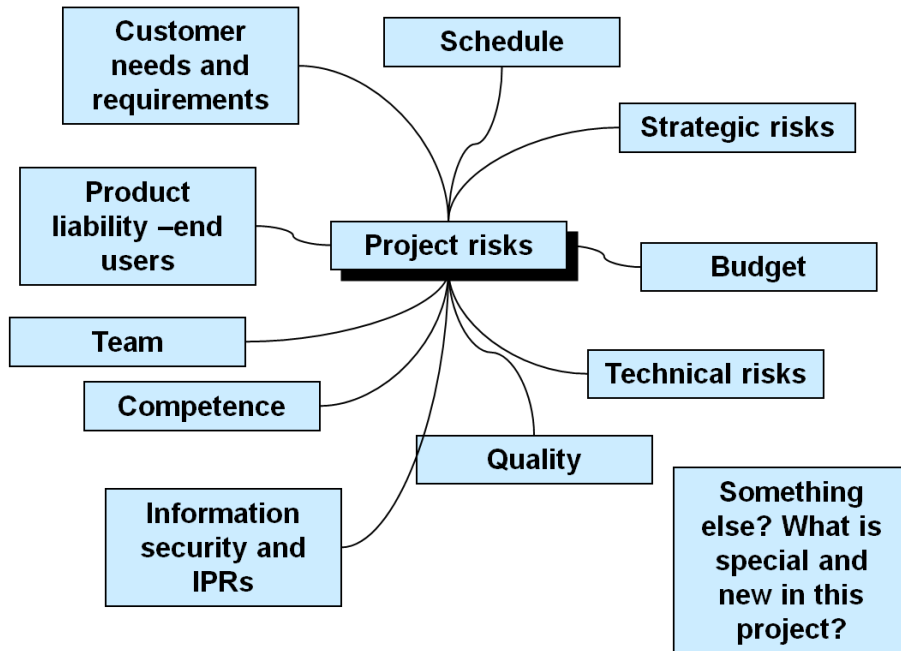 Customer
needs and
requirements
Schedule
Strategic risks
Product
liability –end
users
Project risks
Budget
Team
Technical risks
Competence
Quality
Information
security and
IPRs
Something
else? What is
special and
new in this
project?